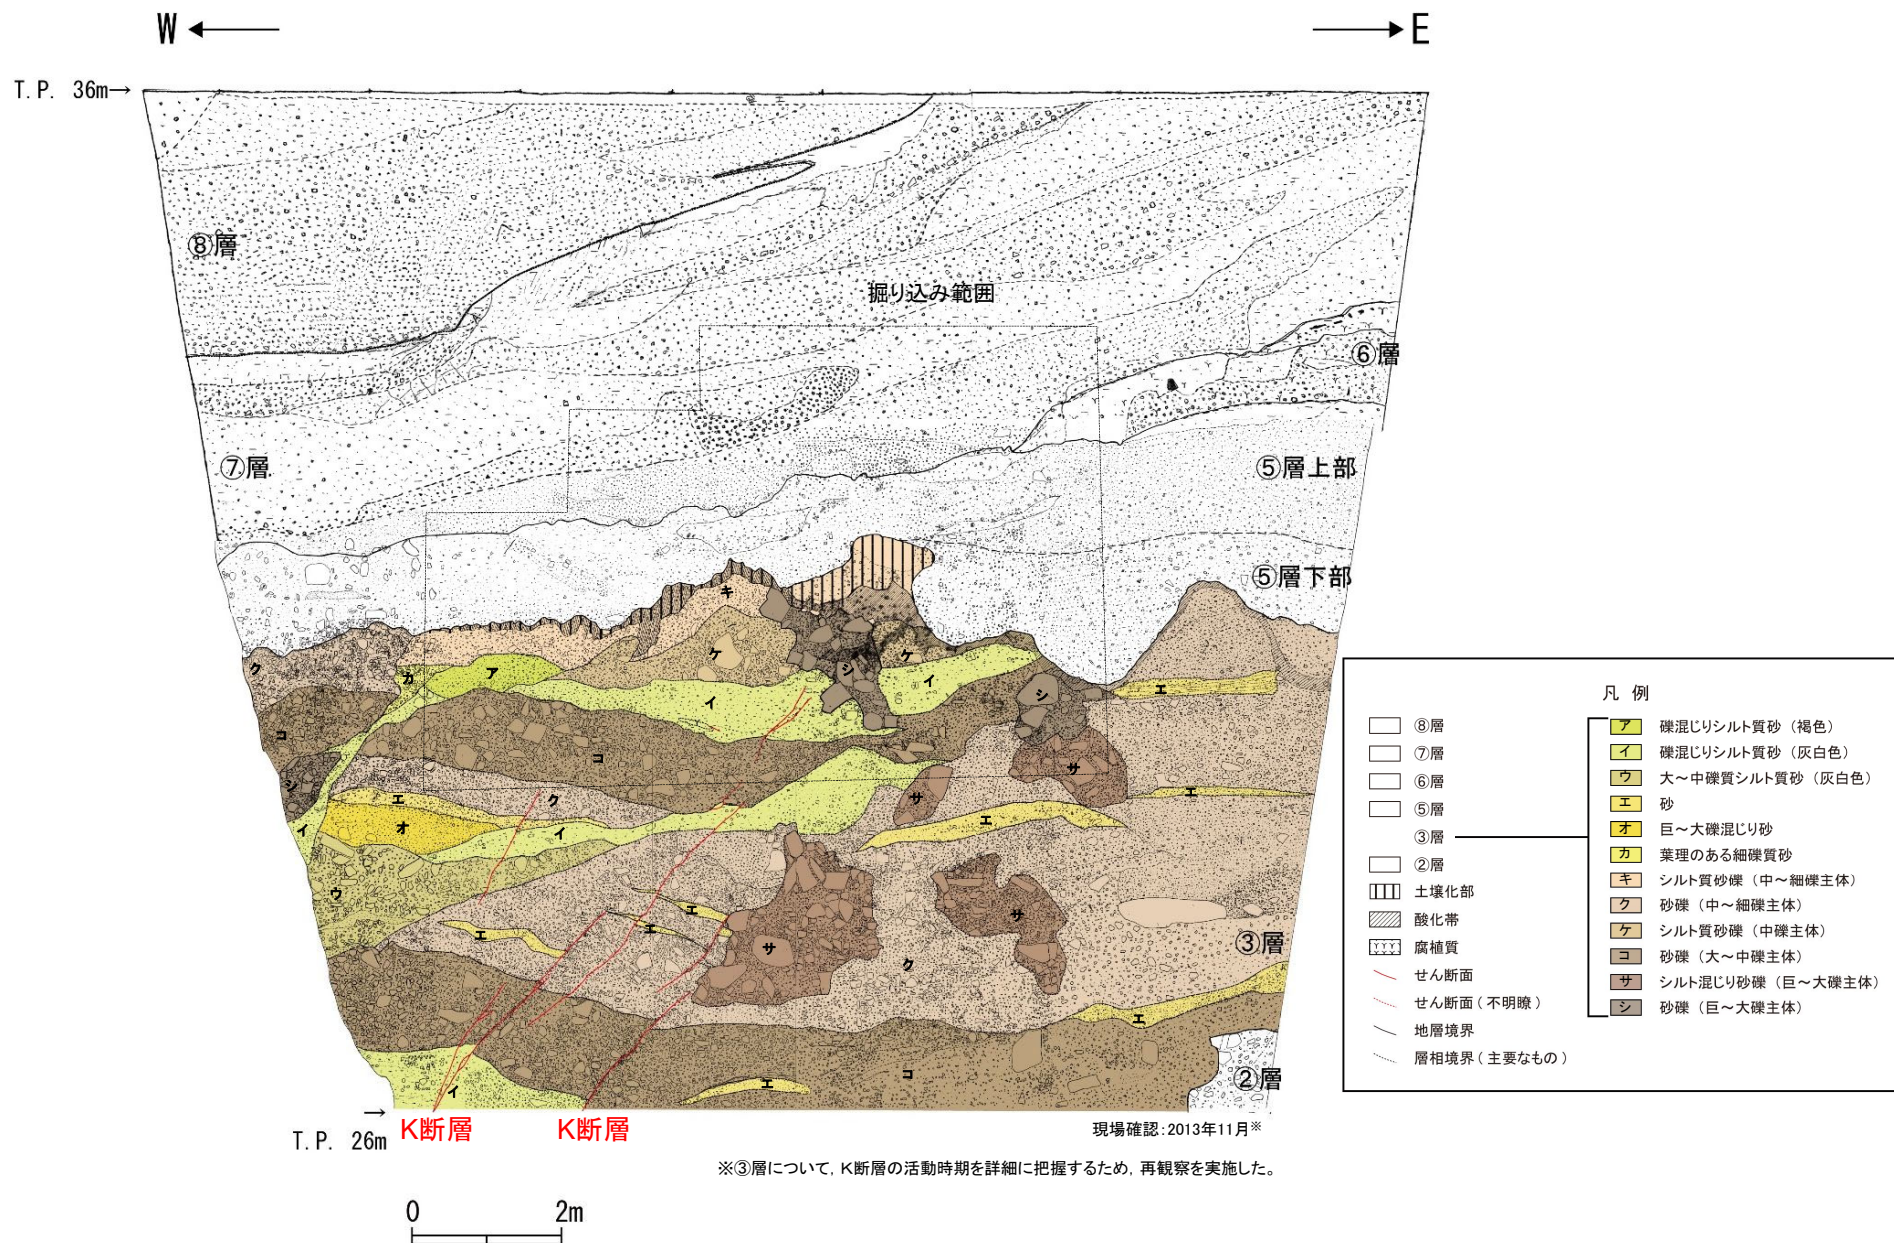 W E
T.P. 36m→
⑧層
掘り込み範囲
⑥層
⑦層
⑤層上部
⑤層下部
キ
ク
カ
ア
ケ
ケ
シ
イ
イ
シ
エ
コ
コ
サ
シ
エ
ク
サ
エ
イ
オ
イ
エ
ウ
エ
エ
エ
サ
サ
ク
③層
エ
イ
エ
コ
②層
→
T.P. 26m
K断層 K断層
現場確認:2013年11月※
※③層について,K断層の活動時期を詳細に把握するため,再観察を実施した。
0 2m
凡 例
⑧層
⑦層
⑥層
⑤層
③層
②層
土壌化部
酸化帯
腐植質
せん断面
せん断面(不明瞭)
地層境界
層相境界(主要なもの)
ア 礫混じりシルト質砂(褐色)
イ 礫混じりシルト質砂(灰白色)
ウ 大~中礫質シルト質砂(灰白色)
エ 砂
オ 巨~大礫混じり砂
カ 葉理のある細礫質砂
キ シルト質砂礫(中~細礫主体)
ク 砂礫(中~細礫主体)
ケ シルト質砂礫(中礫主体)
コ 砂礫(大~中礫主体)
サ シルト混じり砂礫(巨~大礫主体)
シ 砂礫(巨~大礫主体)